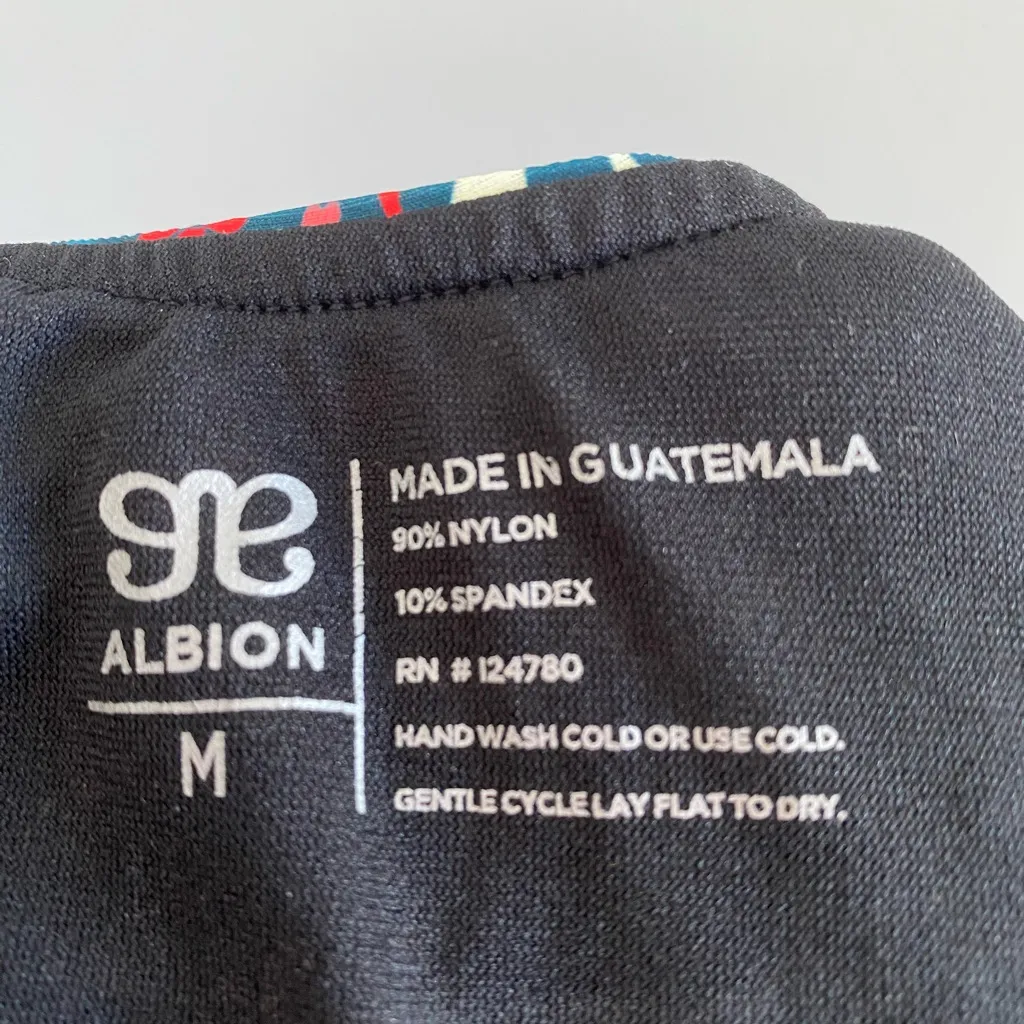 ALBION
M
MADE IN GUATEMALA
90% NYLON
10% SPANDEX
RN # 124780
HAND WASH COLD OR USE COLD.
GENTLE CYCLE LAY FLAT TO DRY.